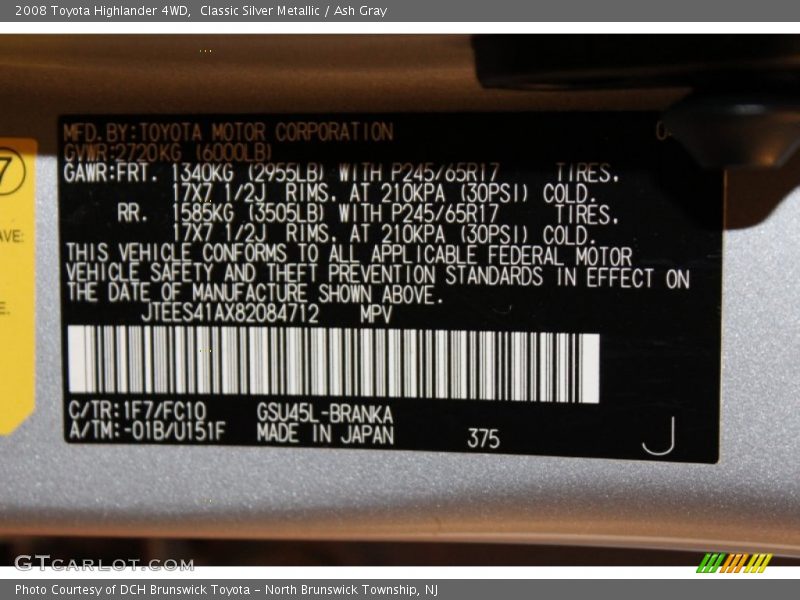 2008 Toyota Highlander 4WD,  Classic Silver Metallic / Ash Gray
MFD. BY: TOYOTA MOTOR CORPORATION
GVWR: 2720KG (6000LB)
GAWR: FRT. 1340KG (2955LB) WITH P245/65R17 TIRES.
17X7 1/2J RIMS. AT 210KPA (30PSI) COLD.
RR. 1585KG (3505LB) WITH P245/65R17 TIRES.
17X7 1/2J RIMS. AT 210KPA (30PSI) COLD.
THIS VEHICLE CONFORMS TO ALL APPLICABLE FEDERAL MOTOR
VEHICLE SAFETY AND THEFT PREVENTION STANDARDS IN EFFECT ON
THE DATE OF MANUFACTURE SHOWN ABOVE.
JTEES41AX82084712 MPV
C/TR: 1F7/FC10 GSU45L-BRANKA
A/TM: -01B/U151F MADE IN JAPAN 375 J
7
AVE:
GTCARLOT.COM
Photo Courtesy of DCH Brunswick Toyota - North Brunswick Township, NJ